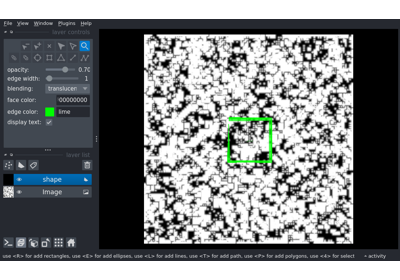 File View Window Plugins Help
layer controls
opacity: 0.70
edge width: 1
blending: translucen
face color: 00000000
edge color: lime
display text:
layer list
shape
Image
use <R> for add rectangles, use <E> for add ellipses, use <L> for add lines, use <T> for add path, use <P> for add polygons, use <4> for select
activity